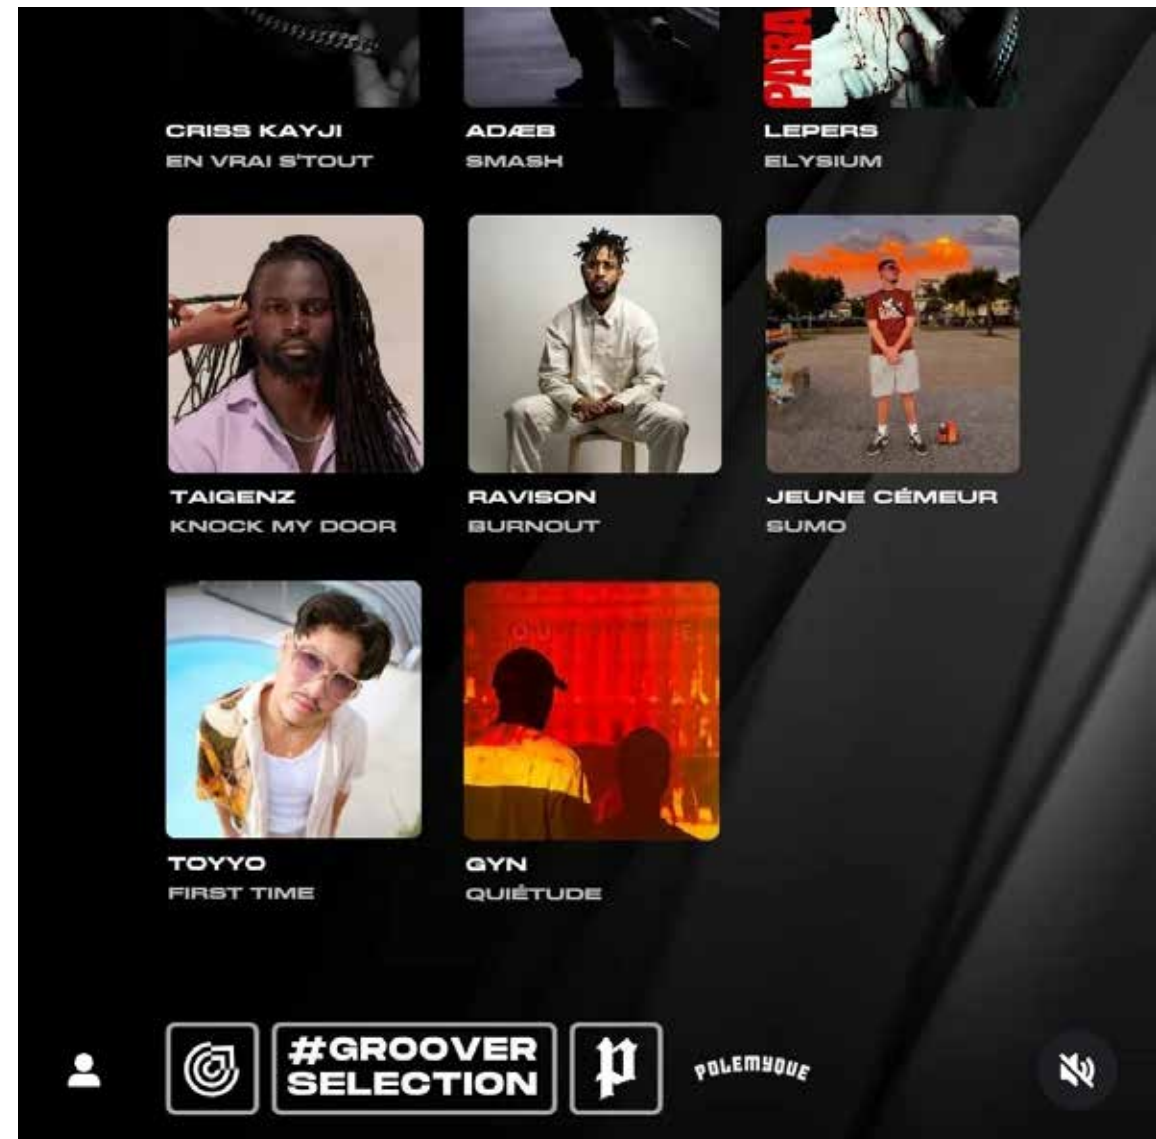 PARA
CRISS KAYJI
EN VRAI S'TOUT
ADÆB
SMASH
LEPERS
ELYSIUM
TAIGENZ
KNOCK MY DOOR
RAVISON
BURNOUT
JEUNE CÉMEUR
SUMO
TOYYO
FIRST TIME
GYN
QUIÉTUDE
#GROOVER
SELECTION
p
POLEMYQUE